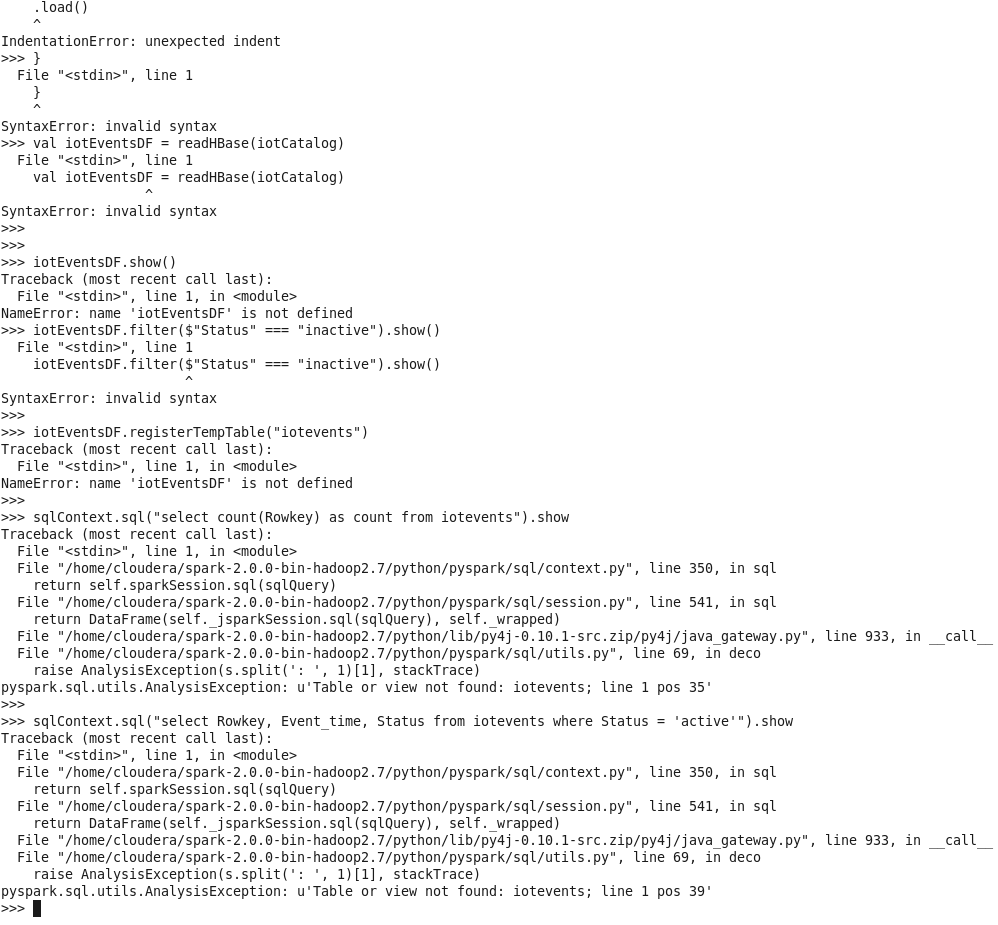 .load()
    ^
IndentationError: unexpected indent
>>> }
  File "<stdin>", line 1
    }
    ^
SyntaxError: invalid syntax
>>> val iotEventsDF = readHBase(iotCatalog)
  File "<stdin>", line 1
    val iotEventsDF = readHBase(iotCatalog)
                  ^
SyntaxError: invalid syntax
>>>
>>>
>>> iotEventsDF.show()
Traceback (most recent call last):
  File "<stdin>", line 1, in <module>
NameError: name 'iotEventsDF' is not defined
>>> iotEventsDF.filter($"Status" === "inactive").show()
  File "<stdin>", line 1
    iotEventsDF.filter($"Status" === "inactive").show()
                       ^
SyntaxError: invalid syntax
>>>
>>> iotEventsDF.registerTempTable("iotevents")
Traceback (most recent call last):
  File "<stdin>", line 1, in <module>
NameError: name 'iotEventsDF' is not defined
>>>
>>> sqlContext.sql("select count(Rowkey) as count from iotevents").show
Traceback (most recent call last):
  File "<stdin>", line 1, in <module>
  File "/home/cloudera/spark-2.0.0-bin-hadoop2.7/python/pyspark/sql/context.py", line 350, in sql
    return self.sparkSession.sql(sqlQuery)
  File "/home/cloudera/spark-2.0.0-bin-hadoop2.7/python/pyspark/sql/session.py", line 541, in sql
    return DataFrame(self._jsparkSession.sql(sqlQuery), self._wrapped)
  File "/home/cloudera/spark-2.0.0-bin-hadoop2.7/python/lib/py4j-0.10.1-src.zip/py4j/java_gateway.py", line 933, in __call__
  File "/home/cloudera/spark-2.0.0-bin-hadoop2.7/python/pyspark/sql/utils.py", line 69, in deco
    raise AnalysisException(s.split(': ', 1)[1], stackTrace)
pyspark.sql.utils.AnalysisException: u'Table or view not found: iotevents; line 1 pos 35'
>>>
>>> sqlContext.sql("select Rowkey, Event_time, Status from iotevents where Status = 'active'").show
Traceback (most recent call last):
  File "<stdin>", line 1, in <module>
  File "/home/cloudera/spark-2.0.0-bin-hadoop2.7/python/pyspark/sql/context.py", line 350, in sql
    return self.sparkSession.sql(sqlQuery)
  File "/home/cloudera/spark-2.0.0-bin-hadoop2.7/python/pyspark/sql/session.py", line 541, in sql
    return DataFrame(self._jsparkSession.sql(sqlQuery), self._wrapped)
  File "/home/cloudera/spark-2.0.0-bin-hadoop2.7/python/lib/py4j-0.10.1-src.zip/py4j/java_gateway.py", line 933, in __call__
  File "/home/cloudera/spark-2.0.0-bin-hadoop2.7/python/pyspark/sql/utils.py", line 69, in deco
    raise AnalysisException(s.split(': ', 1)[1], stackTrace)
pyspark.sql.utils.AnalysisException: u'Table or view not found: iotevents; line 1 pos 39'
>>>